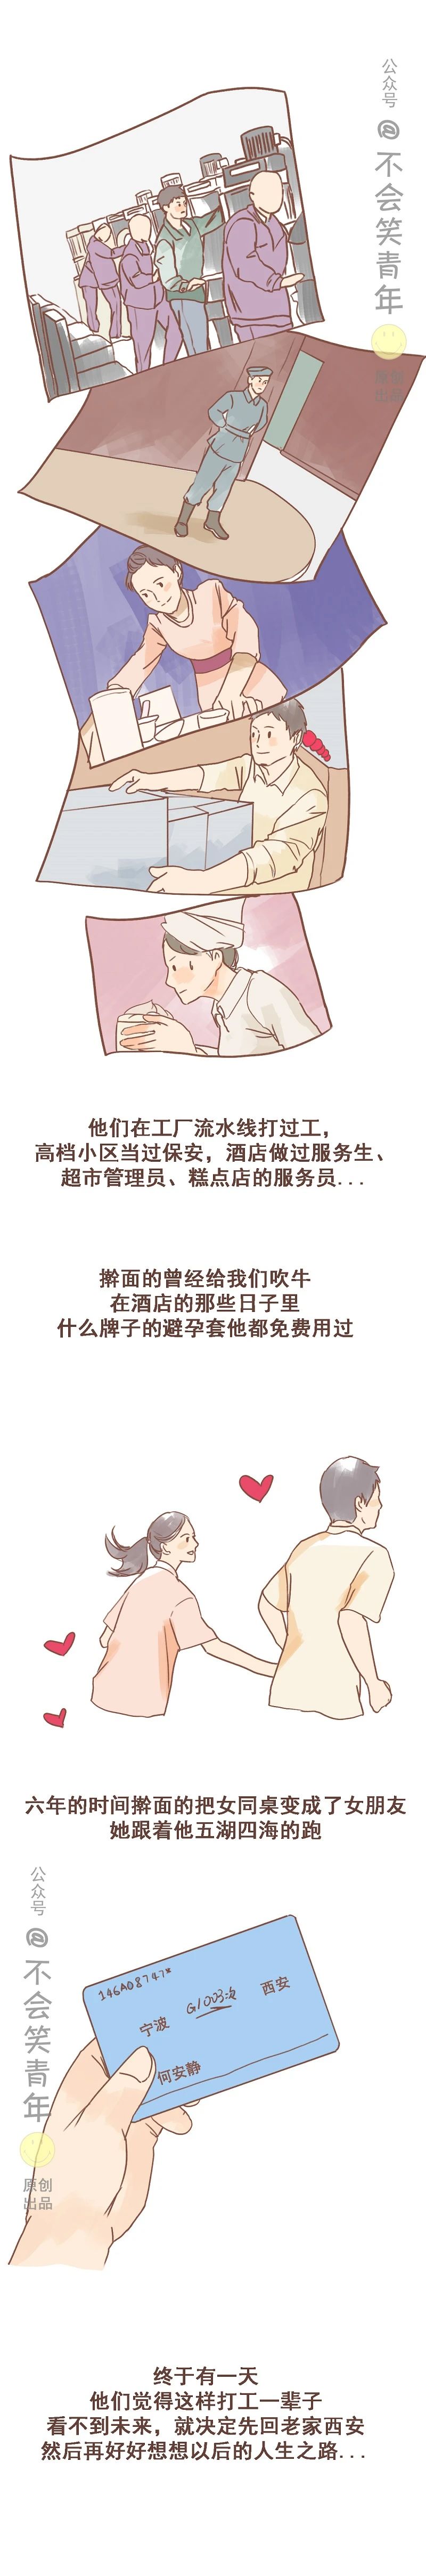 公众号
@不会笑青年
原创
出品
他们在工厂流水线打过工，
高档小区当过保安，酒店做过服务生、
超市管理员、糕点店的服务员...
擀面的曾经给我们吹牛
在酒店的那些日子里
什么牌子的避孕套他都免费用过
六年的时间擀面的把女同桌变成了女朋友
她跟着他五湖四海的跑
公众号
@不会笑青年
原创
出品
146A08747*
宁波 G1003次 西安
何安静
终于有一天
他们觉得这样打工一辈子
看不到未来，就决定先回老家西安
然后再好好想想以后的人生之路...